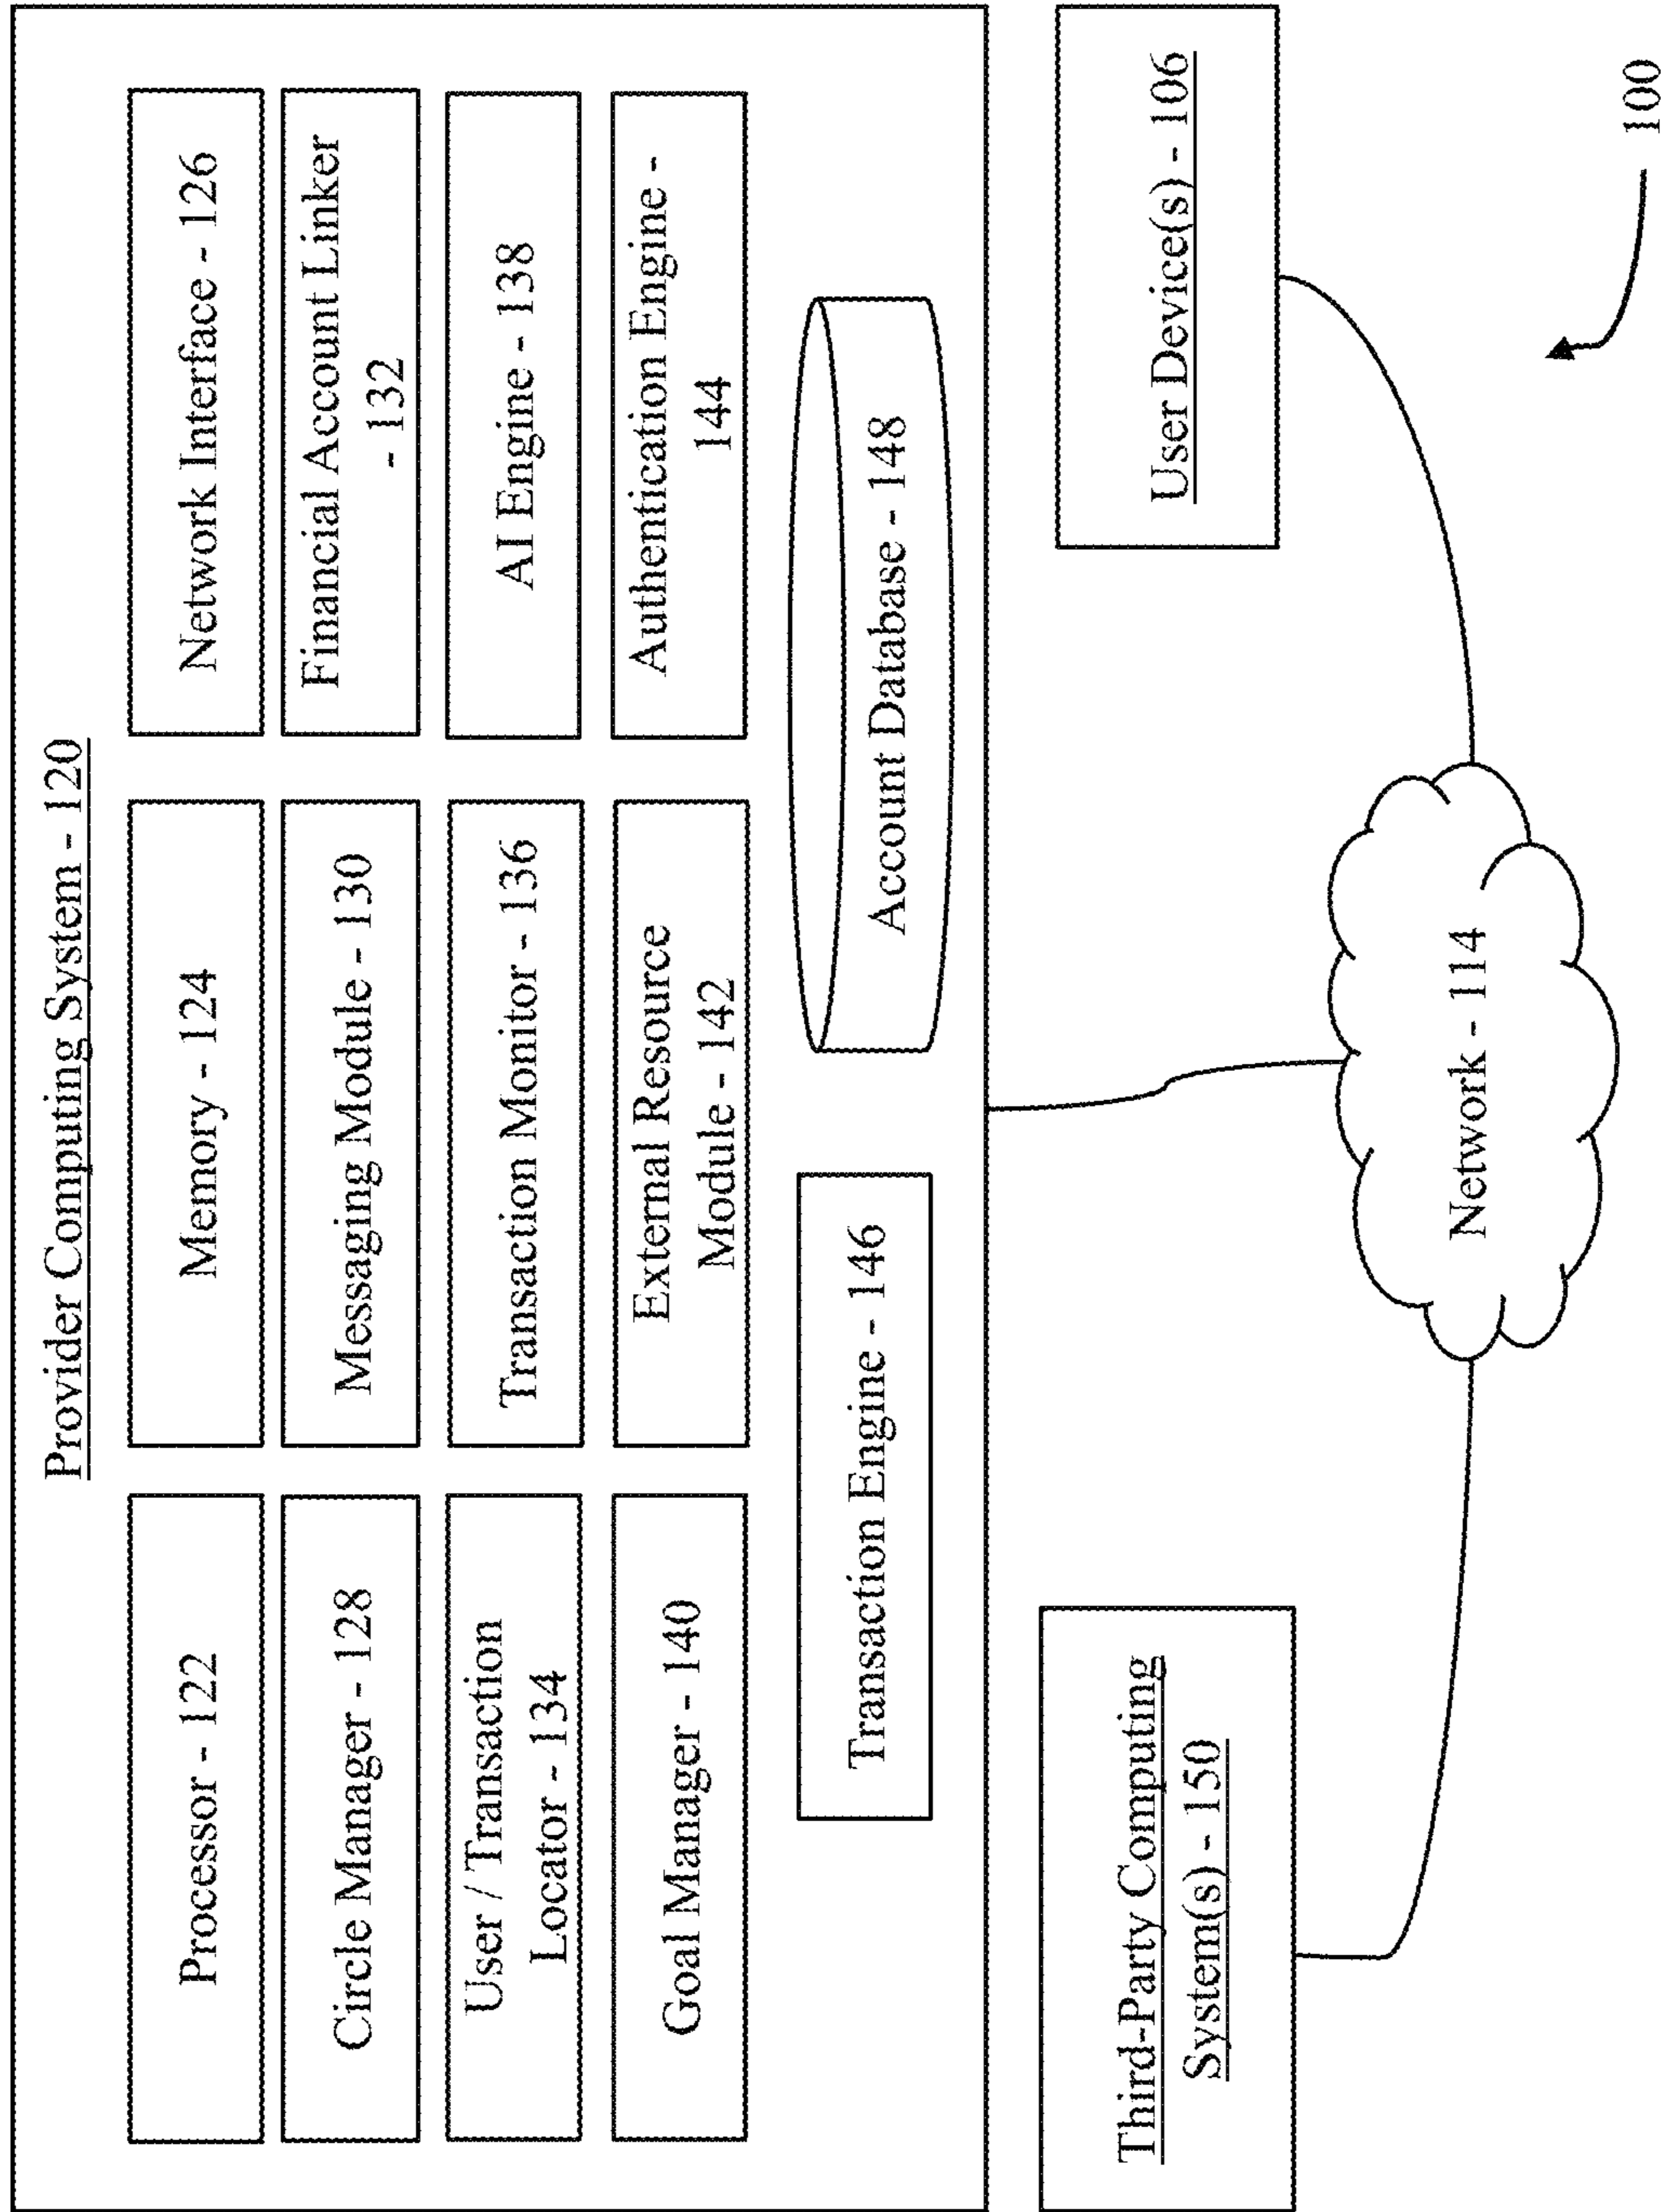 Provider Computing System - 120
Processor - 122
Memory - 124
Network Interface - 126
Circle Manager - 128
Messaging Module - 130
Financial Account Linker
- 132
User / Transaction
Locator - 134
Transaction Monitor - 136
AI Engine - 138
Goal Manager - 140
External Resource
Module - 142
Authentication Engine -
144
Transaction Engine - 146
Account Database - 148
Third-Party Computing
System(s) - 150
User Device(s) - 106
Network - 114
100